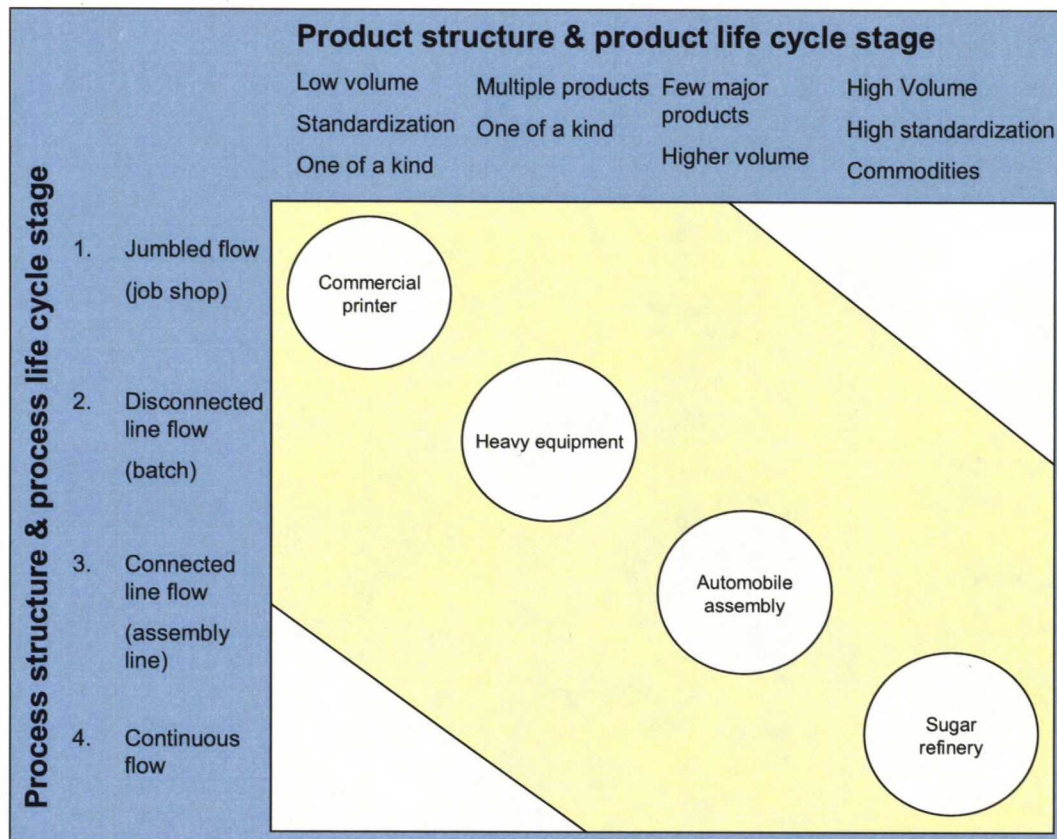 Product structure & product life cycle stage
Low volume
Standardization
One of a kind
Multiple products
One of a kind
Few major
products
Higher volume
High Volume
High standardization
Commodities
Process structure & process life cycle stage
1. Jumbled flow
(job shop)
2. Disconnected
line flow
(batch)
3. Connected
line flow
(assembly
line)
4. Continuous
flow
Commercial
printer
Heavy equipment
Automobile
assembly
Sugar
refinery